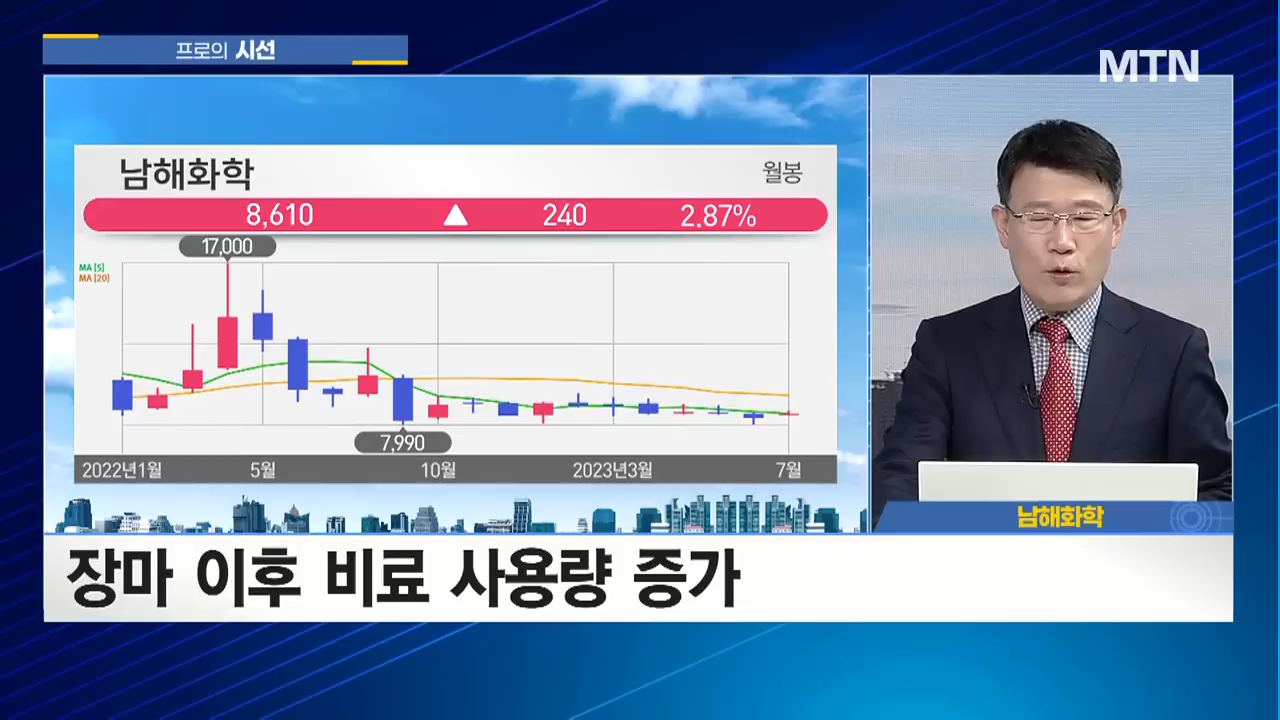 프로의 시선
MTN
남해화학
월봉
8,610 ▲ 240 2.87%
17,000
MA [5]
MA [20]
7,990
2022년1월 5월 10월 2023년3월 7월
남해화학
장마 이후 비료 사용량 증가